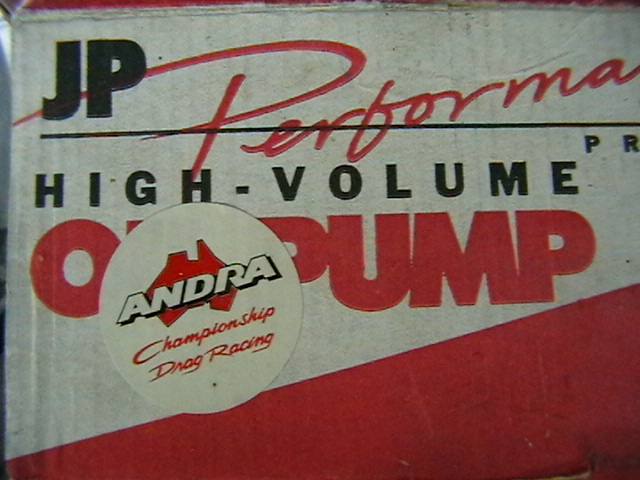 JP Performa
PR
HIGH-VOLUME
O PUMP
ANDRA
Championship
Drag Racing